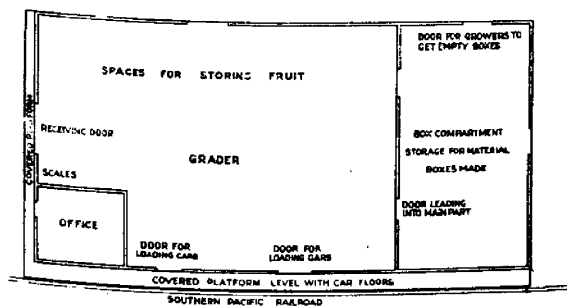 DOOR FOR GROWERS TO
GET EMPTY BOXES
SPACES FOR STORING FRUIT
COVERED PLATFORM
RECEIVING DOOR
GRADER
BOX COMPARTMENT
STORAGE FOR MATERIAL
BOXES MADE
SCALES
OFFICE
DOOR LEADING
INTO MAIN PART
DOOR FOR
LOADING CARS
DOOR FOR
LOADING CARS
COVERED PLATFORM LEVEL WITH CAR FLOORS
SOUTHERN PACIFIC RAILROAD